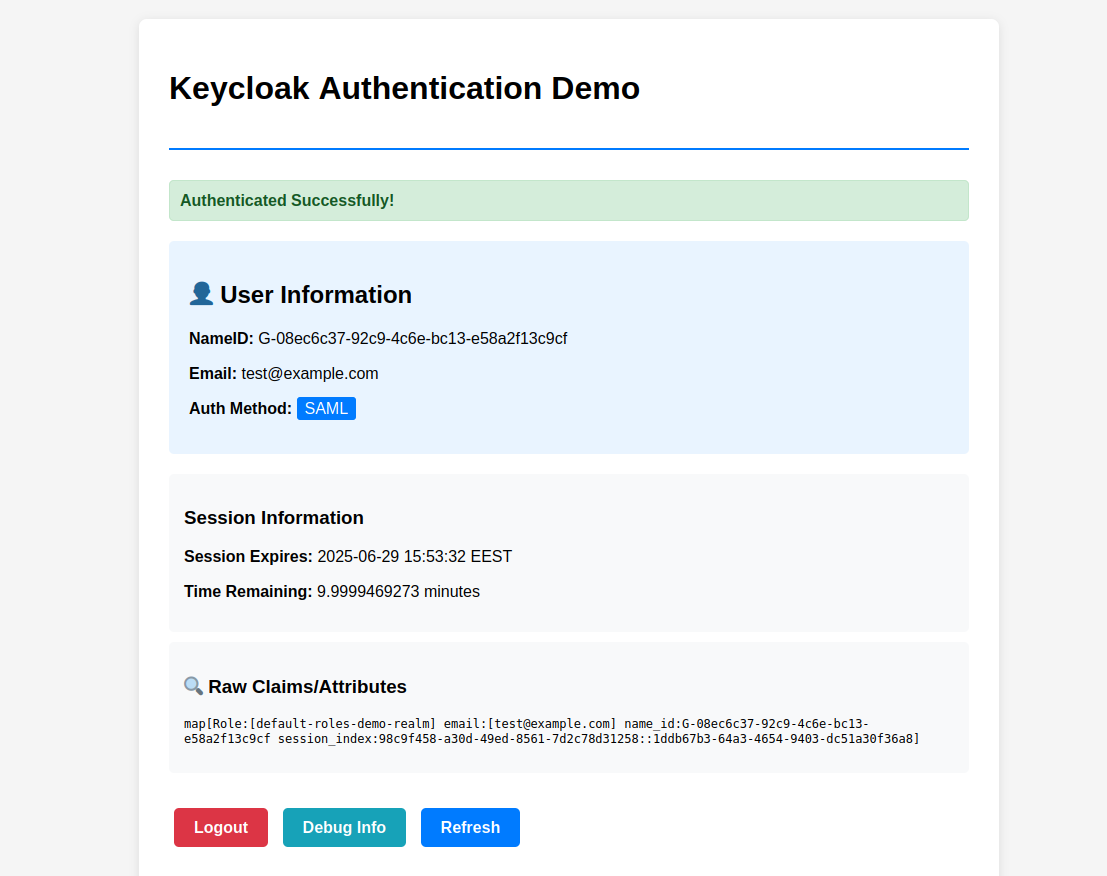 Keycloak Authentication Demo
Authenticated Successfully!
User Information
NameID: G-08ec6c37-92c9-4c6e-bc13-e58a2f13c9cf
Email: test@example.com
Auth Method: SAML
Session Information
Session Expires: 2025-06-29 15:53:32 EEST
Time Remaining: 9.9999469273 minutes
Raw Claims/Attributes
map[Role:[default-roles-demo-realm] email:[test@example.com] name_id:G-08ec6c37-92c9-4c6e-bc13-
e58a2f13c9cf session_index:98c9f458-a30d-49ed-8561-7d2c78d31258::1ddb67b3-64a3-4654-9403-dc51a30f36a8]
Logout Debug Info Refresh